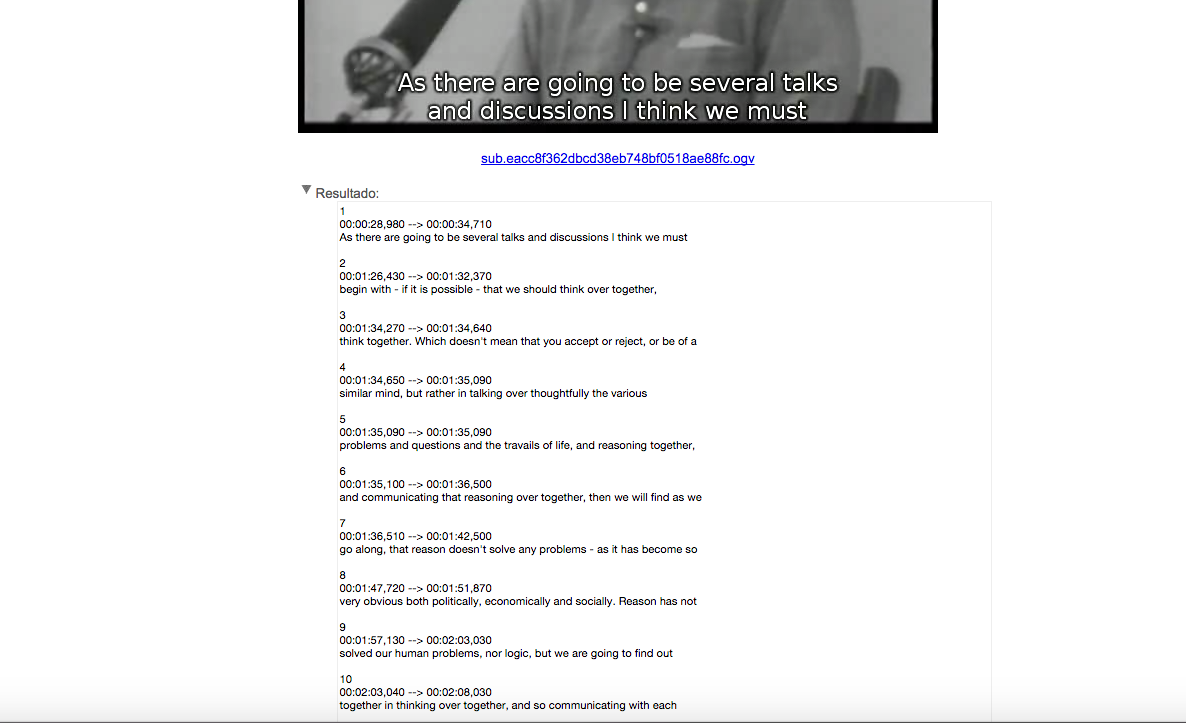 As there are going to be several talks
and discussions I think we must
sub.eacc8f362dbcd38eb748bf0518ae88fc.ogv
▼ Resultado:
1
00:00:28,980 --> 00:00:34,710
As there are going to be several talks and discussions I think we must
2
00:01:26,430 --> 00:01:32,370
begin with - if it is possible - that we should think over together,
3
00:01:34,270 --> 00:01:34,640
think together. Which doesn't mean that you accept or reject, or be of a
4
00:01:34,650 --> 00:01:35,090
similar mind, but rather in talking over thoughtfully the various
5
00:01:35,090 --> 00:01:35,090
problems and questions and the travails of life, and reasoning together,
6
00:01:35,100 --> 00:01:36,500
and communicating that reasoning over together, then we will find as we
7
00:01:36,510 --> 00:01:42,500
go along, that reason doesn't solve any problems - as it has become so
8
00:01:47,720 --> 00:01:51,870
very obvious both politically, economically and socially. Reason has not
9
00:01:57,130 --> 00:02:03,030
solved our human problems, nor logic, but we are going to find out
10
00:02:03,040 --> 00:02:08,030
together in thinking over together, and so communicating with each